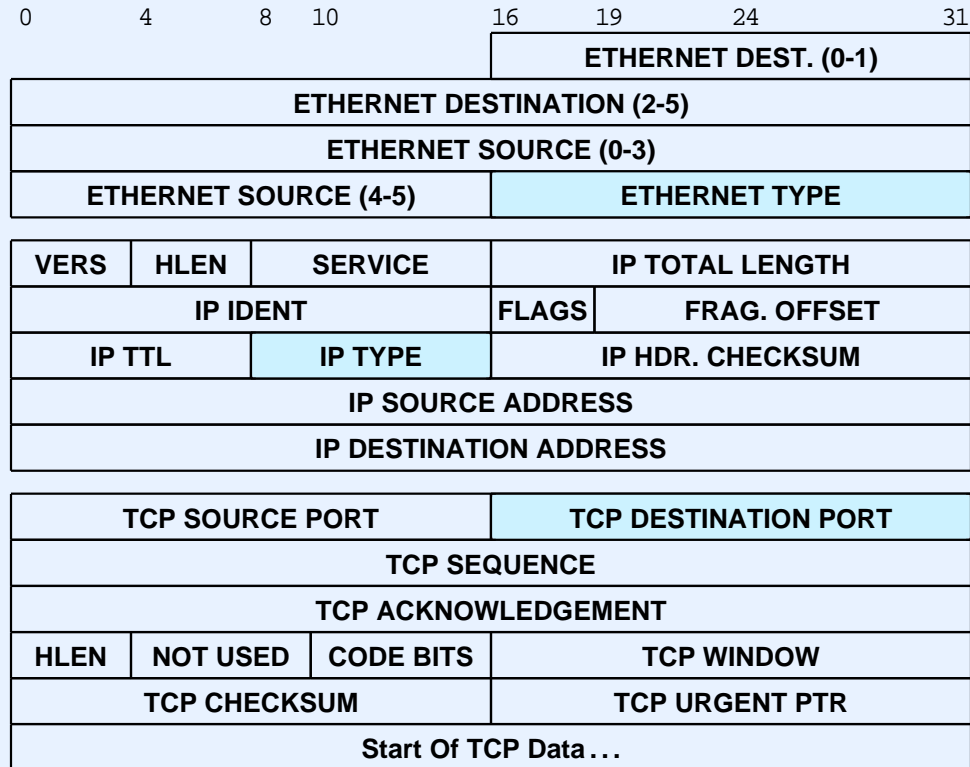 0 4 8 10 16 19 24 31
ETHERNET DEST. (0-1)
ETHERNET DESTINATION (2-5)
ETHERNET SOURCE (0-3)
ETHERNET SOURCE (4-5) ETHERNET TYPE
VERS HLEN SERVICE IP TOTAL LENGTH
IP IDENT FLAGS FRAG. OFFSET
IP TTL IP TYPE IP HDR. CHECKSUM
IP SOURCE ADDRESS
IP DESTINATION ADDRESS
TCP SOURCE PORT TCP DESTINATION PORT
TCP SEQUENCE
TCP ACKNOWLEDGEMENT
HLEN NOT USED CODE BITS TCP WINDOW
TCP CHECKSUM TCP URGENT PTR
Start Of TCP Data . . .